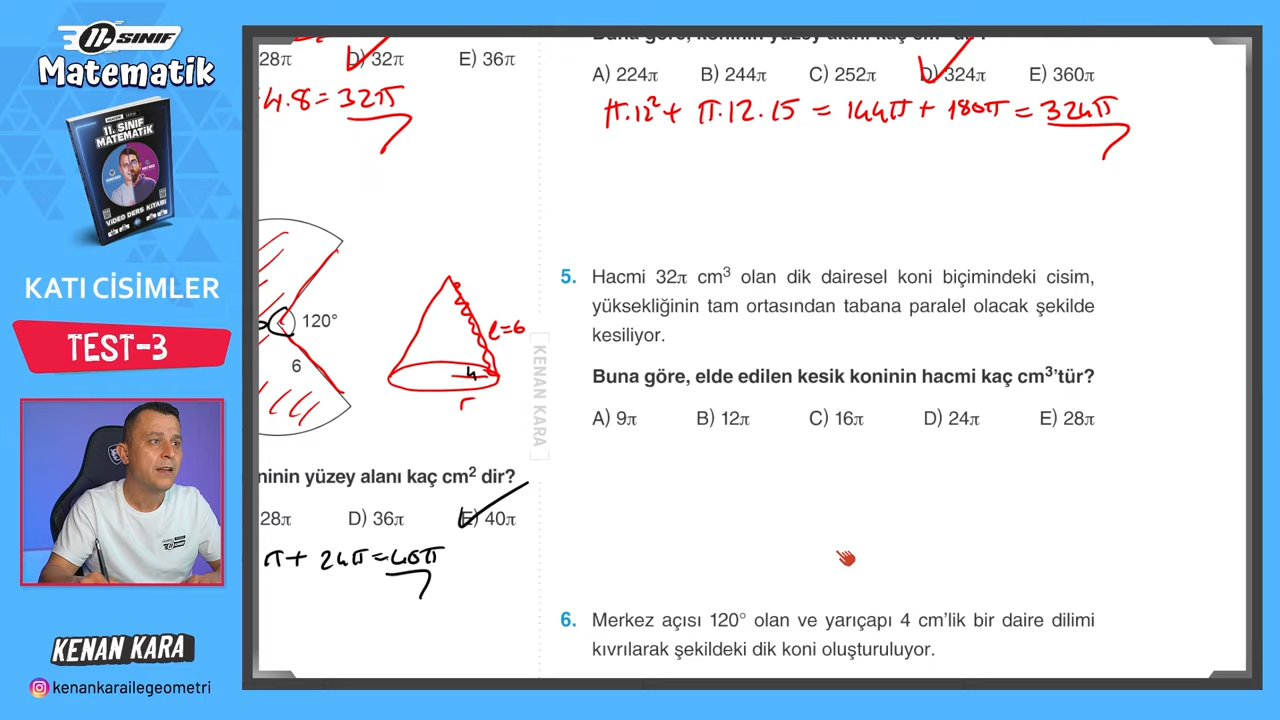 11. SINIF
Matematik
11. SINIF
MATEMATİK
VİDEO DERS KİTABI
KATI CİSİMLER
TEST-3
KENAN KARA
kenankarailegeometri
28π D) 32π E) 36π
4.8 = 32π
A) 224π B) 244π C) 252π D) 324π E) 360π
π.12² + π.12.15 = 144π + 180π = 324π
120°
6
l=6
4
r
ninin yüzey alanı kaç cm² dir?
28π D) 36π E) 40π
π + 24π = 40π
KENAN KARA
5. Hacmi 32π cm³ olan dik dairesel koni biçimindeki cisim,
yüksekliğinin tam ortasından tabana paralel olacak şekilde
kesiliyor.
Buna göre, elde edilen kesik koninin hacmi kaç cm³'tür?
A) 9π B) 12π C) 16π D) 24π E) 28π
6. Merkez açısı 120° olan ve yarıçapı 4 cm'lik bir daire dilimi
kıvrılarak şekildeki dik koni oluşturuluyor.